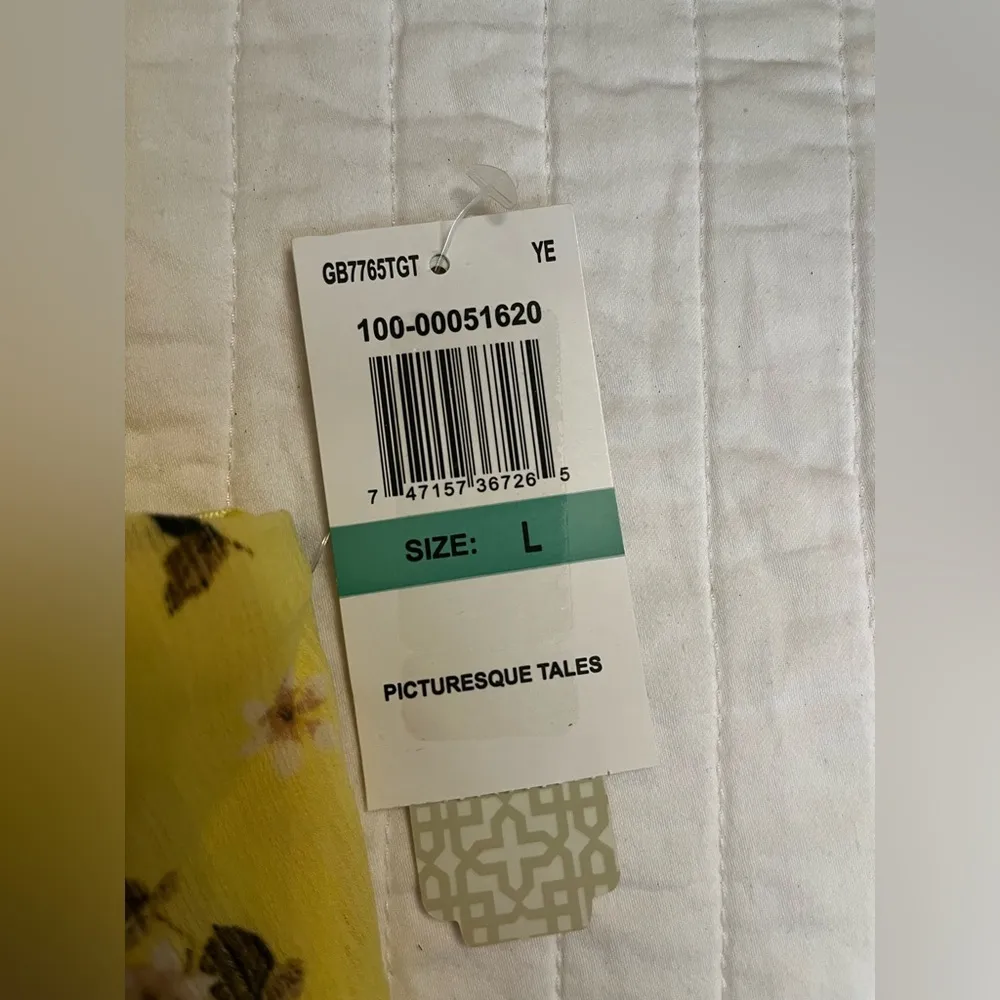 GB7765TGT YE
100-00051620
7 47157 36726 5
SIZE: L
PICTURESQUE TALES